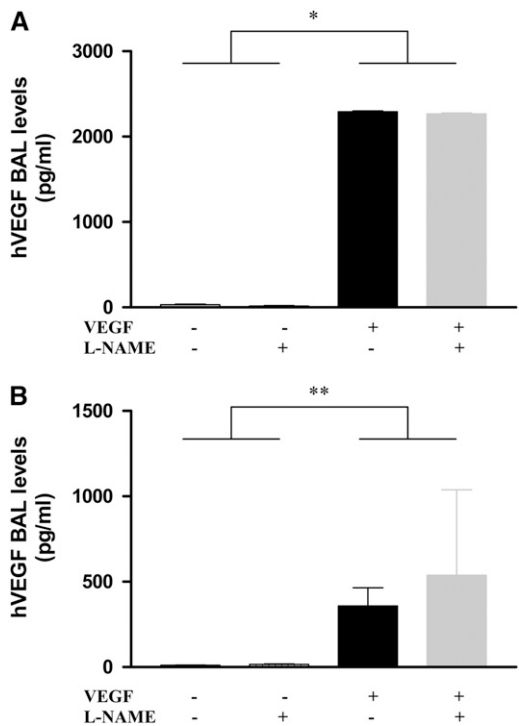 A
*
3000
2000
1000
0
hVEGF BAL levels
(pg/ml)
VEGF - - + +
L-NAME - + - +
B
**
1500
1000
500
0
hVEGF BAL levels
(pg/ml)
VEGF - - + +
L-NAME - + - +